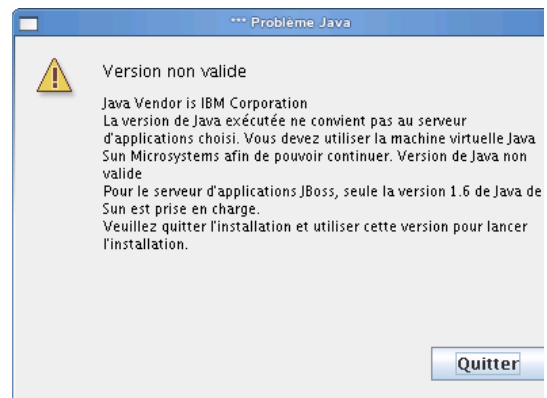 *** Problème Java
Version non valide
Java Vendor is IBM Corporation
La version de Java exécutée ne convient pas au serveur
d'applications choisi. Vous devez utiliser la machine virtuelle Java
Sun Microsystems afin de pouvoir continuer. Version de Java non
valide
Pour le serveur d'applications JBoss, seule la version 1.6 de Java de
Sun est prise en charge.
Veuillez quitter l'installation et utiliser cette version pour lancer
l'installation.
Quitter